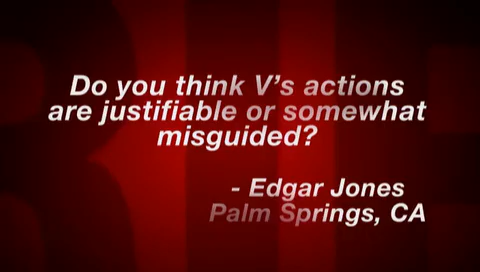 Do you think V's actions
are justifiable or somewhat
misguided?
- Edgar Jones
Palm Springs, CA